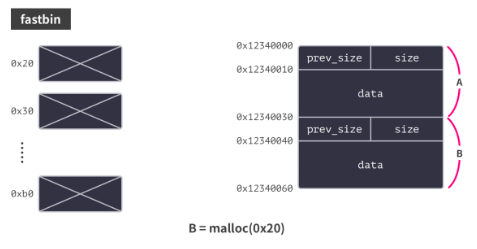 fastbin
0x20
0x30
0xb0
0x12340000
0x12340010
0x12340030
0x12340040
0x12340060
prev_size size
data
prev_size size
data
A
B
B = malloc(0x20)